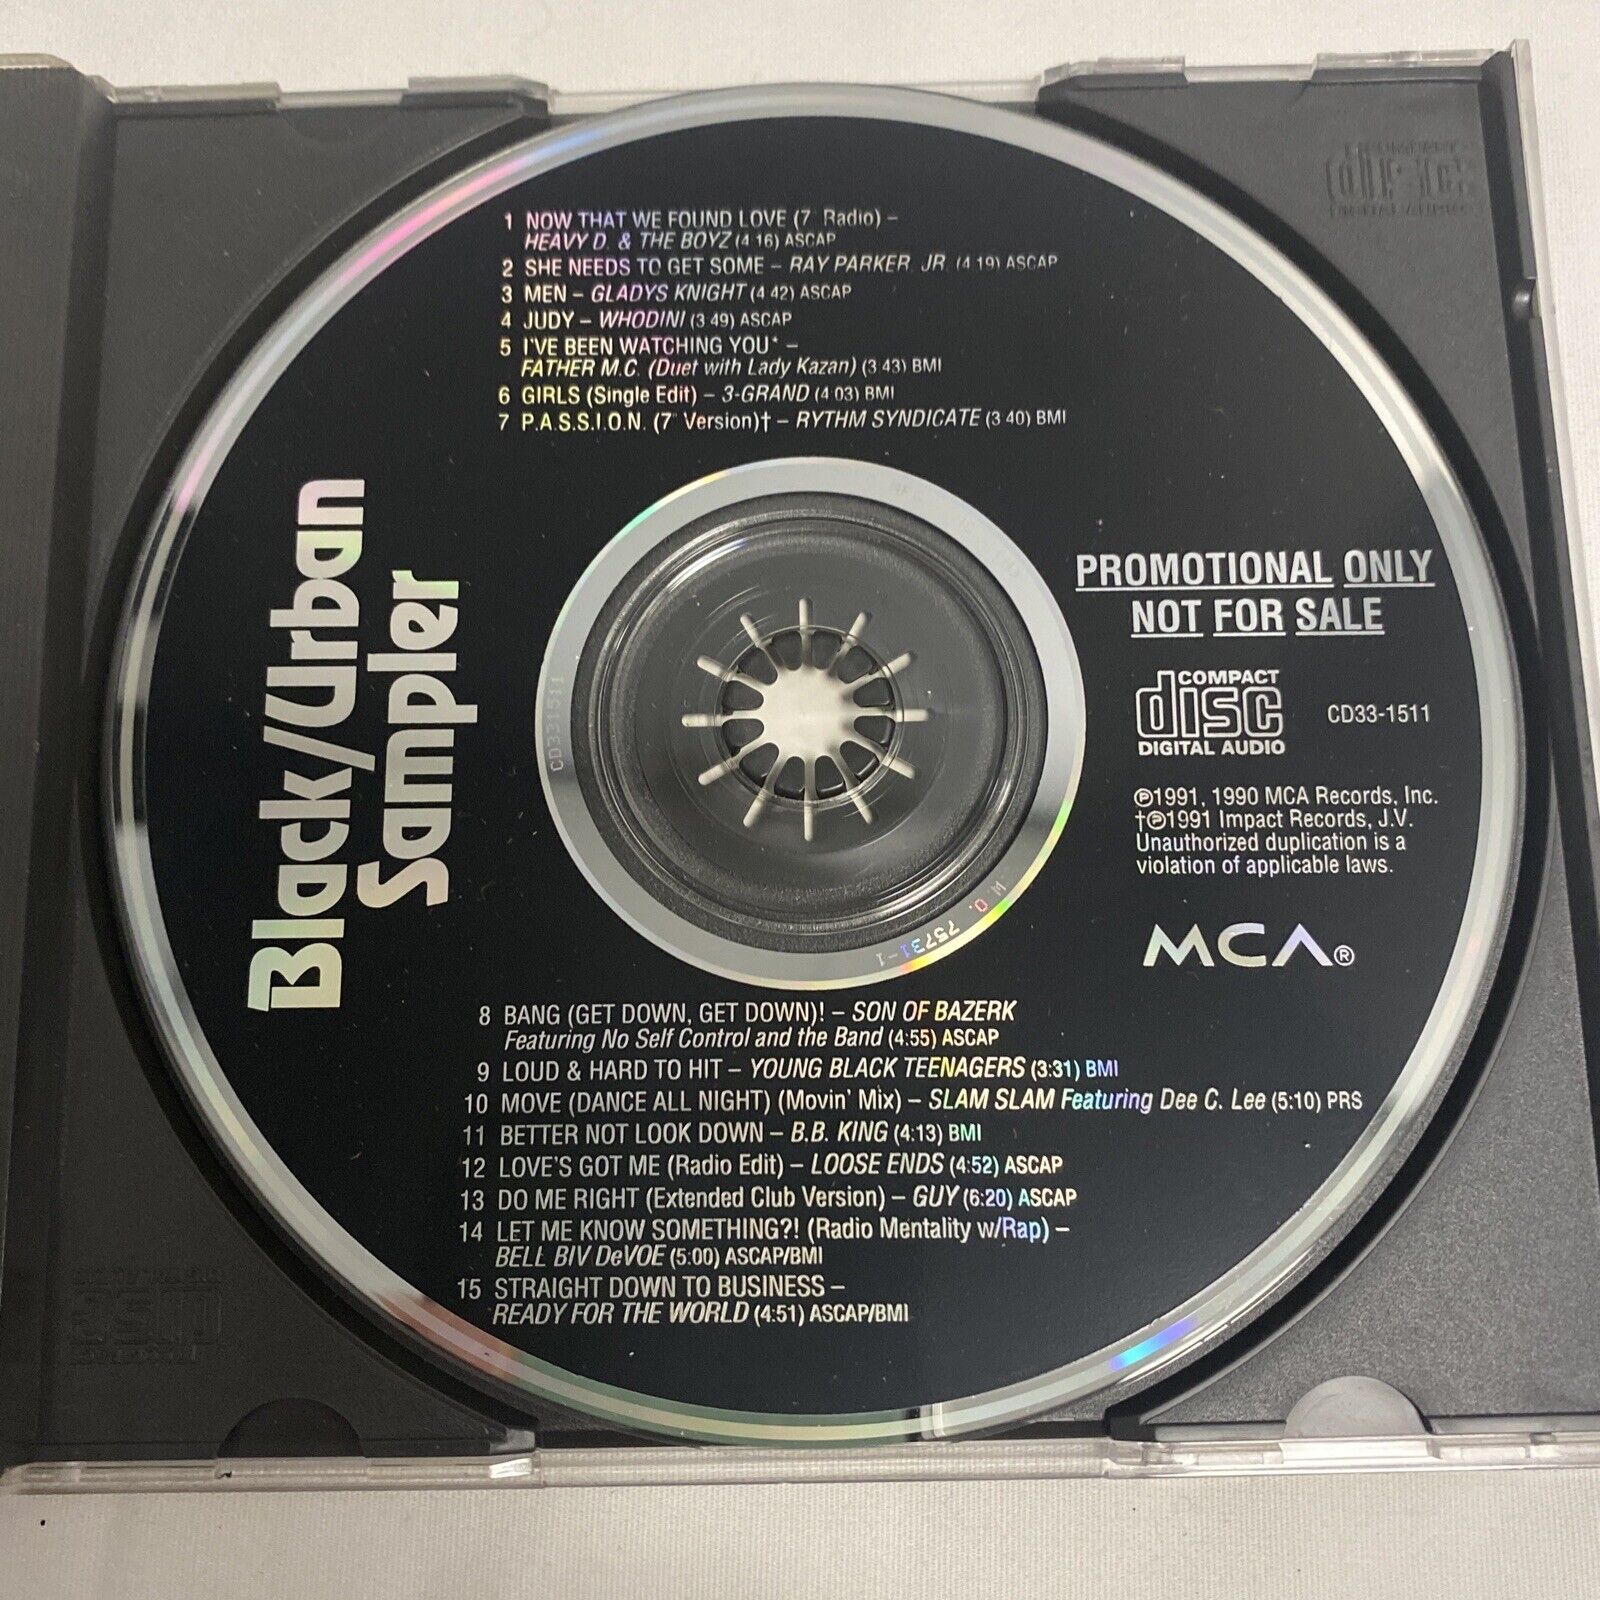 1 NOW THAT WE FOUND LOVE (7" Radio) –
HEAVY D. & THE BOYZ (4:16) ASCAP
2 SHE NEEDS TO GET SOME – RAY PARKER, JR. (4:19) ASCAP
3 MEN – GLADYS KNIGHT (4:42) ASCAP
4 JUDY – WHODINI (3:49) ASCAP
5 I'VE BEEN WATCHING YOU* –
FATHER M.C. (Duet with Lady Kazan) (3:43) BMI
6 GIRLS (Single Edit) – 3-GRAND (4:03) BMI
7 P.A.S.S.I.O.N. (7" Version)† – RYTHM SYNDICATE (3:40) BMI
Black/Urban
Sampler
PROMOTIONAL ONLY
NOT FOR SALE
COMPACT
disc
DIGITAL AUDIO
CD33-1511
℗1991, 1990 MCA Records, Inc.
†℗1991 Impact Records, J.V.
Unauthorized duplication is a
violation of applicable laws.
MCA®
CD331511
W.O. 75731-1
8 BANG (GET DOWN, GET DOWN)! – SON OF BAZERK
Featuring No Self Control and the Band (4:55) ASCAP
9 LOUD & HARD TO HIT – YOUNG BLACK TEENAGERS (3:31) BMI
10 MOVE (DANCE ALL NIGHT) (Movin' Mix) – SLAM SLAM Featuring Dee C. Lee (5:10) PRS
11 BETTER NOT LOOK DOWN – B.B. KING (4:13) BMI
12 LOVE'S GOT ME (Radio Edit) – LOOSE ENDS (4:52) ASCAP
13 DO ME RIGHT (Extended Club Version) – GUY (6:20) ASCAP
14 LET ME KNOW SOMETHING?! (Radio Mentality w/Rap) –
BELL BIV DeVOE (5:00) ASCAP/BMI
15 STRAIGHT DOWN TO BUSINESS –
READY FOR THE WORLD (4:51) ASCAP/BMI